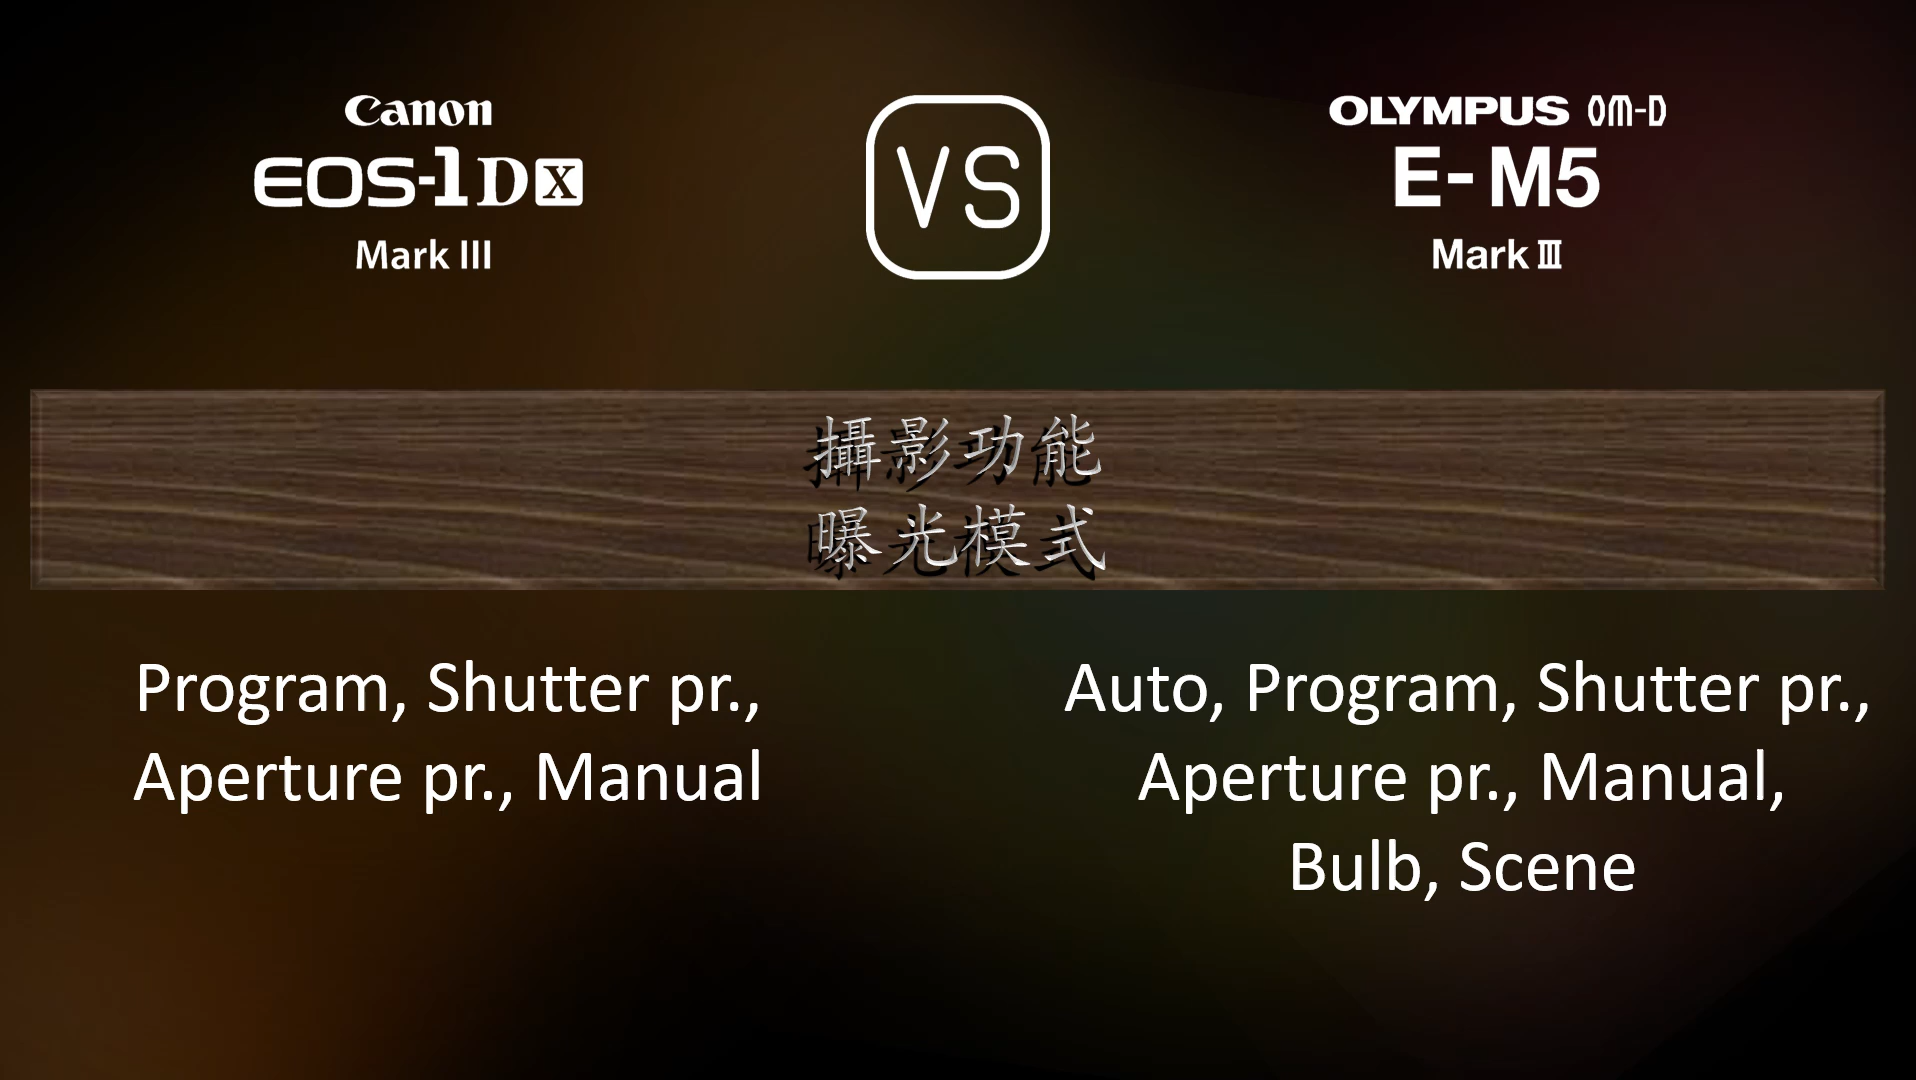 Canon
EOS-1DX
Mark III
VS
OLYMPUS OM-D
E-M5
Mark III
攝影功能
曝光模式
Program, Shutter pr.,
Aperture pr., Manual
Auto, Program, Shutter pr.,
Aperture pr., Manual,
Bulb, Scene